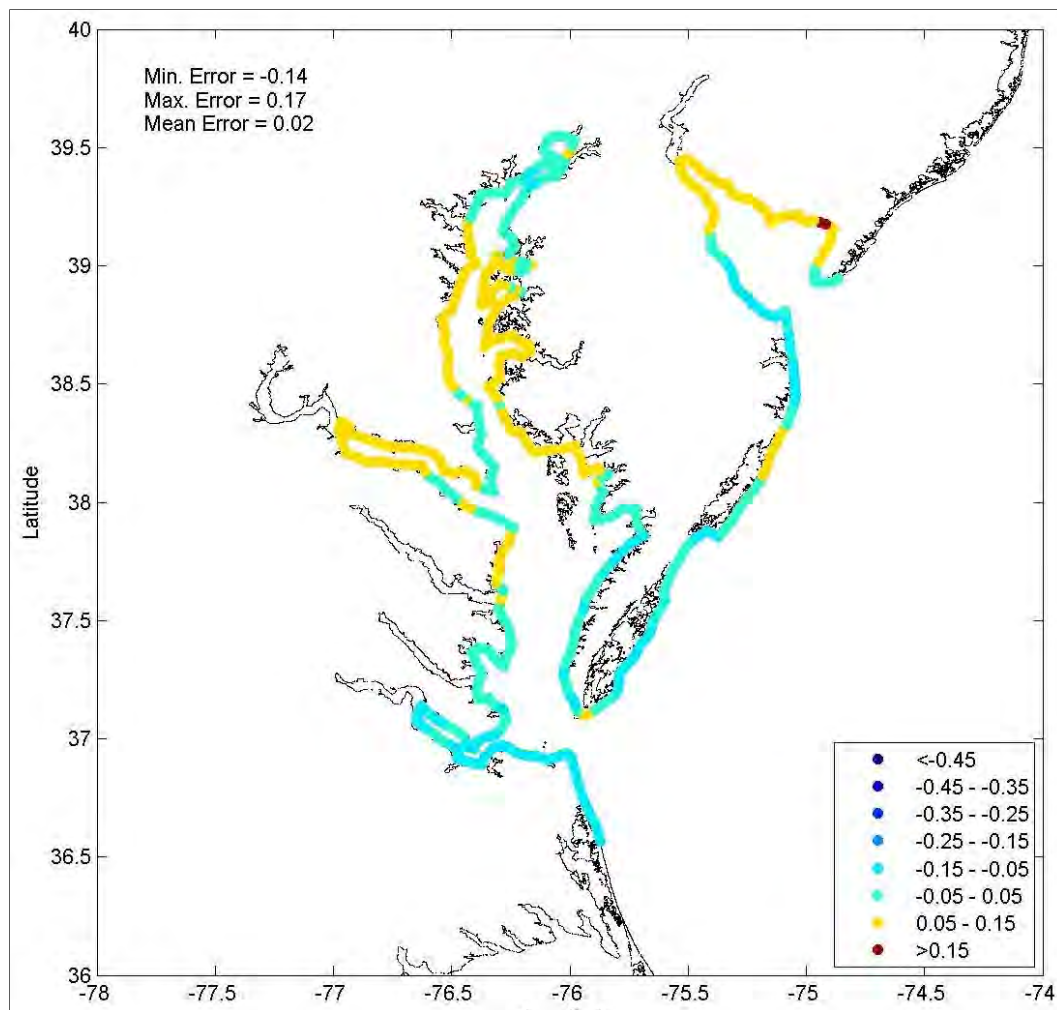 Min. Error = -0.14
Max. Error = 0.17
Mean Error = 0.02
40
39.5
39
38.5
38
37.5
37
36.5
36
Latitude
-78
-77.5
-77
-76.5
-76
-75.5
-75
-74.5
-74
<-0.45
-0.45 - -0.35
-0.35 - -0.25
-0.25 - -0.15
-0.15 - -0.05
-0.05 - 0.05
0.05 - 0.15
>0.15